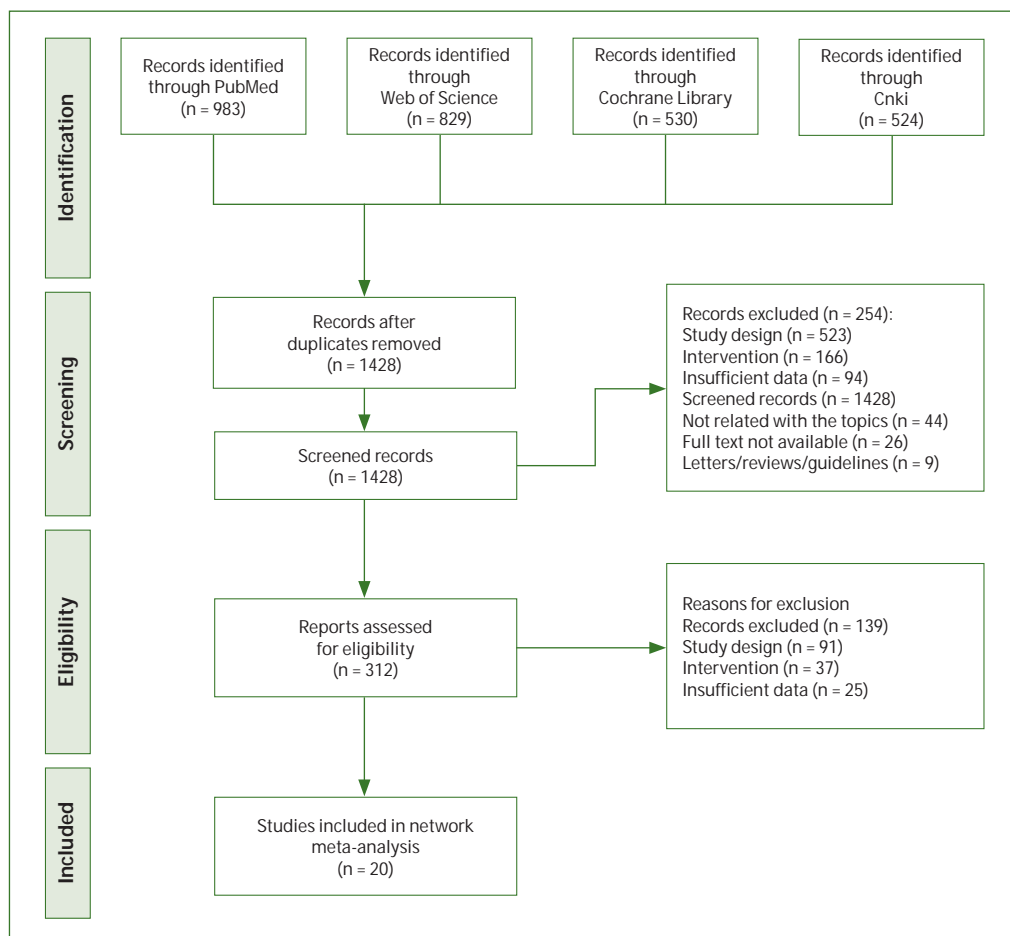 Identification
Records identified
through PubMed
(n = 983)
Records identified
through
Web of Science
(n = 829)
Records identified
through
Cochrane Library
(n = 530)
Records identified
through
Cnki
(n = 524)
Screening
Records after
duplicates removed
(n = 1428)
Screened records
(n = 1428)
Records excluded (n = 254):
Study design (n = 523)
Intervention (n = 166)
Insufficient data (n = 94)
Screened records (n = 1428)
Not related with the topics (n = 44)
Full text not available (n = 26)
Letters/reviews/guidelines (n = 9)
Eligibility
Reports assessed
for eligibility
(n = 312)
Reasons for exclusion
Records excluded (n = 139)
Study design (n = 91)
Intervention (n = 37)
Insufficient data (n = 25)
Included
Studies included in network
meta-analysis
(n = 20)